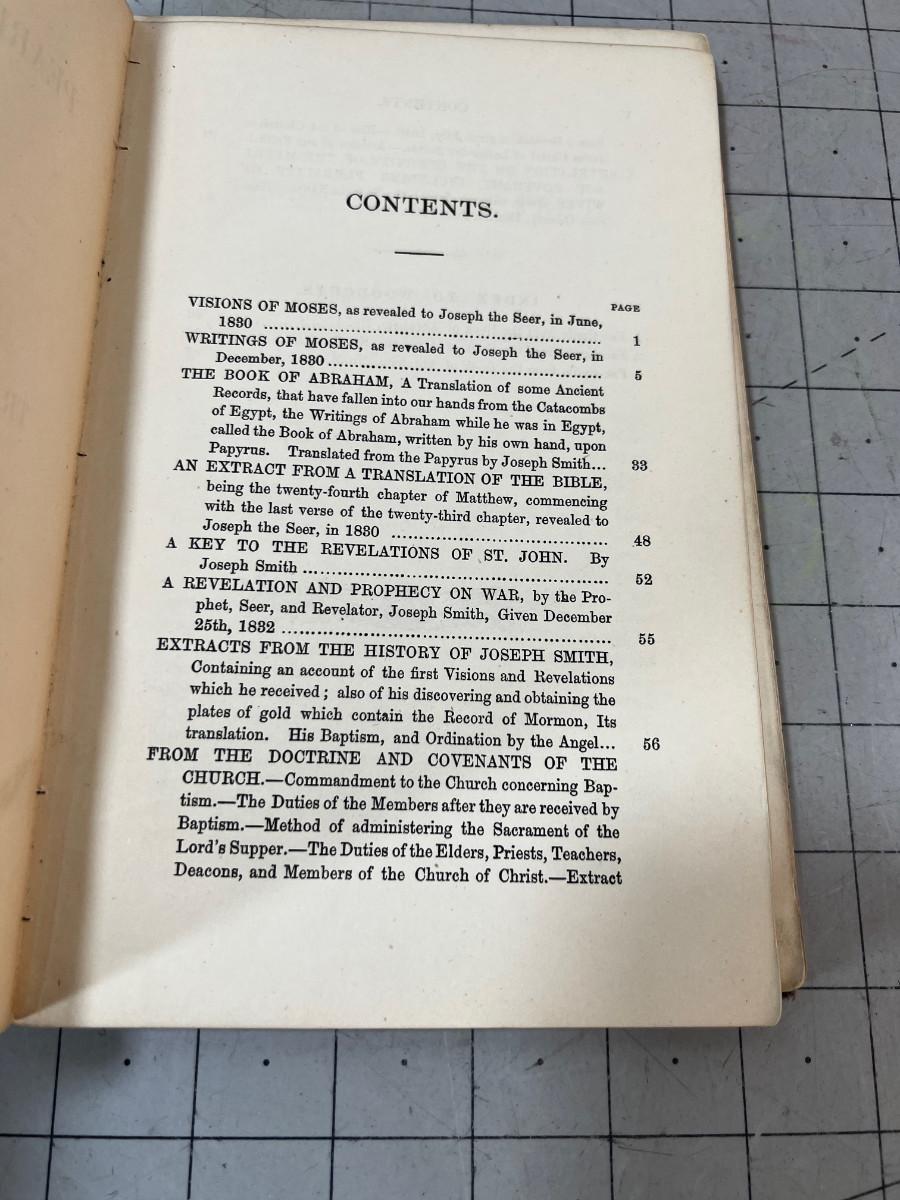 CONTENTS.
PAGE
VISIONS OF MOSES, as revealed to Joseph the Seer, in June,
1830 ........................................................ 1
WRITINGS OF MOSES, as revealed to Joseph the Seer, in
December, 1830 ............................................. 5
THE BOOK OF ABRAHAM, A Translation of some Ancient
Records, that have fallen into our hands from the Catacombs
of Egypt, the Writings of Abraham while he was in Egypt,
called the Book of Abraham, written by his own hand, upon
Papyrus. Translated from the Papyrus by Joseph Smith... 33
AN EXTRACT FROM A TRANSLATION OF THE BIBLE,
being the twenty-fourth chapter of Matthew, commencing
with the last verse of the twenty-third chapter, revealed to
Joseph the Seer, in 1830 .................................... 48
A KEY TO THE REVELATIONS OF ST. JOHN. By
Joseph Smith ................................................ 52
A REVELATION AND PROPHECY ON WAR, by the Pro-
phet, Seer, and Revelator, Joseph Smith, Given December
25th, 1832 .................................................. 55
EXTRACTS FROM THE HISTORY OF JOSEPH SMITH,
Containing an account of the first Visions and Revelations
which he received; also of his discovering and obtaining the
plates of gold which contain the Record of Mormon, Its
translation. His Baptism, and Ordination by the Angel... 56
FROM THE DOCTRINE AND COVENANTS OF THE
CHURCH.—Commandment to the Church concerning Bap-
tism.—The Duties of the Members after they are received by
Baptism.—Method of administering the Sacrament of the
Lord's Supper.—The Duties of the Elders, Priests, Teachers,
Deacons, and Members of the Church of Christ.—Extract